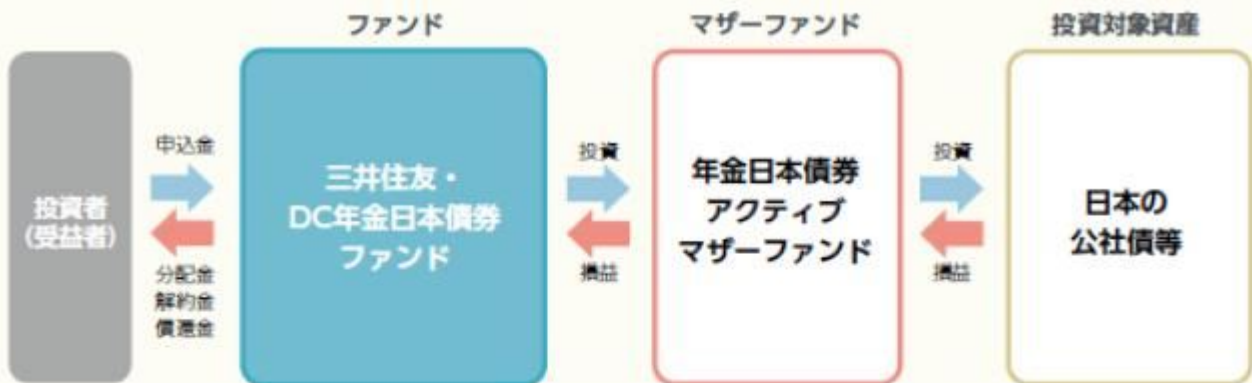 ファンド
マザーファンド
投資対象資産
投資者
(受益者)
申込金
分配金
解約金
償還金
三井住友・
DC年金日本債券
ファンド
投資
損益
年金日本債券
アクティブ
マザーファンド
投資
損益
日本の
公社債等